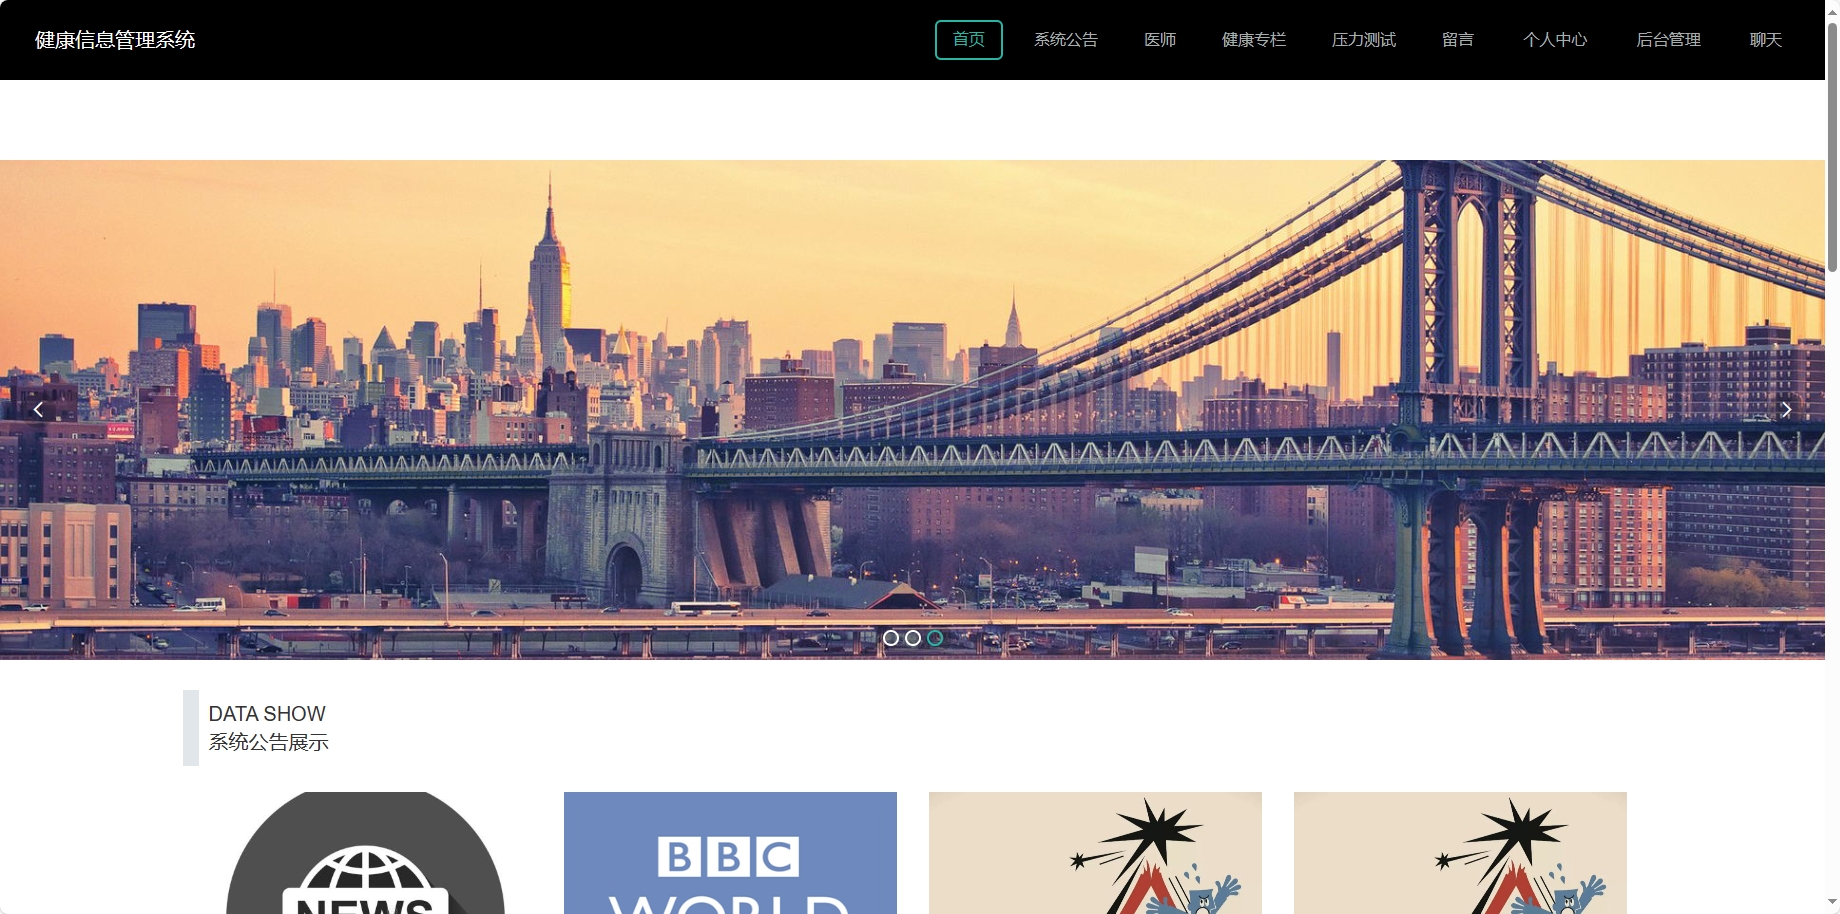 健康信息管理系统
首页 系统公告 医师 健康专栏 压力测试 留言 个人中心 后台管理 聊天
DATA SHOW
系统公告展示
NEWS
BBC
WORLD